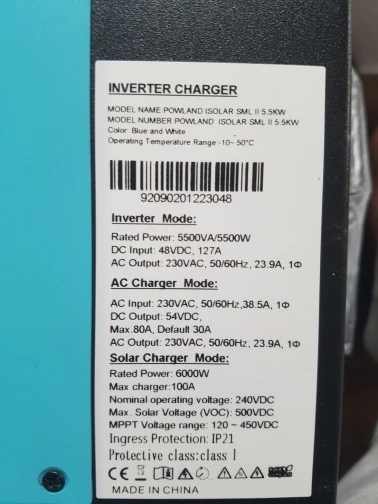 INVERTER CHARGER
MODEL NAME:POWLAND ISOLAR SML II 5.5KW
MODEL NUMBER:POWLAND ISOLAR SML II 5.5KW
Color: Blue and White
Operating Temperature Range -10~ 50°C
92090201223048
Inverter Mode:
Rated Power: 5500VA/5500W
DC Input: 48VDC, 127A
AC Output: 230VAC, 50/60Hz, 23.9A, 1Φ
AC Charger Mode:
AC Input: 230VAC, 50/60Hz,38.5A, 1Φ
DC Output: 54VDC,
Max.80A, Default 30A
AC Output: 230VAC, 50/60Hz, 23.9A, 1Φ
Solar Charger Mode:
Rated Power: 6000W
Max charger:100A
Nominal operating voltage: 240VDC
Max. Solar Voltage (VOC): 500VDC
MPPT Voltage range: 120 ~ 450VDC
Ingress Protection: IP21
Protective class:class I
CE
MADE IN CHINA